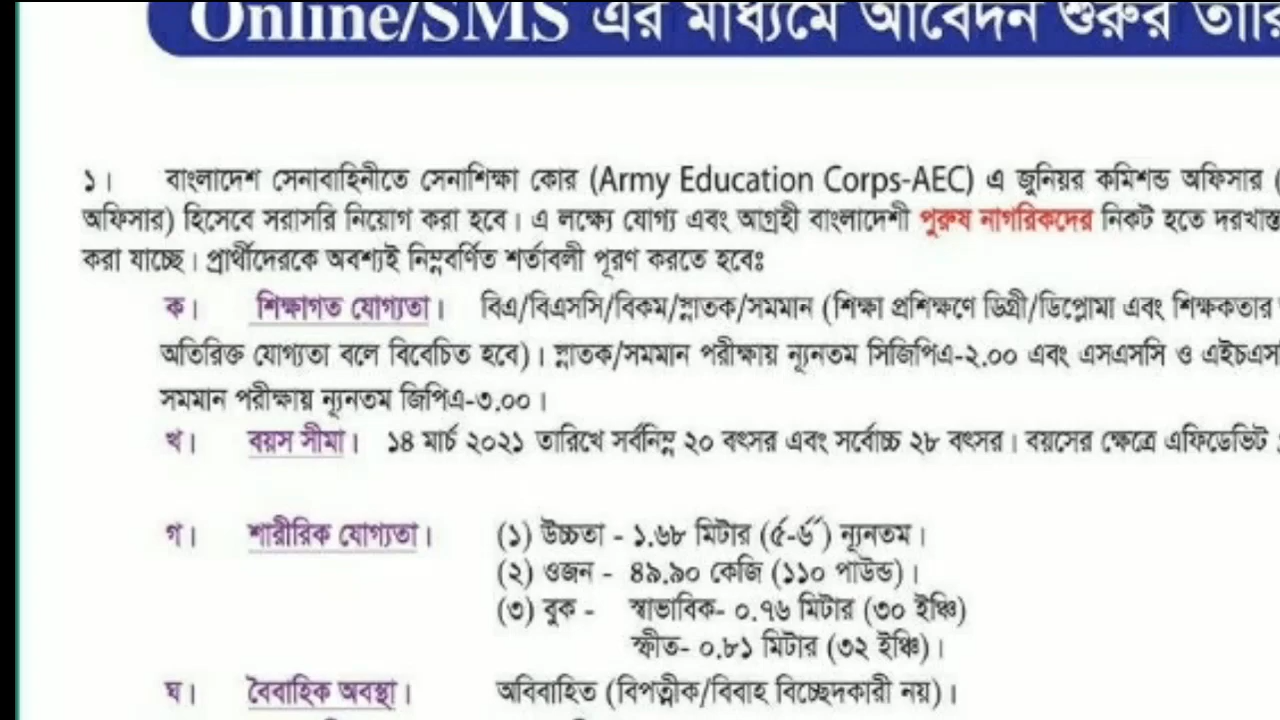 Online/SMS এর মাধ্যমে আবেদন শুরুর
১। বাংলাদেশ সেনাবাহিনীতে সেনাশিক্ষা কোর (Army Education Corps-AEC) এ জুনিয়র কমিশন্ড অফিসার (
অফিসার) হিসেবে সরাসরি নিয়োগ করা হবে। এ লক্ষ্যে যোগ্য এবং আগ্রহী বাংলাদেশী পুরুষ নাগরিকদের নিকট হতে দরখাস্ত
করা যাচ্ছে। প্রার্থীদেরকে অবশ্যই নিম্নবর্ণিত শর্তাবলী পূরণ করতে হবেঃ
ক। শিক্ষাগত যোগ্যতা। বিএ/বিএসসি/বিকম/স্নাতক/সমমান (শিক্ষা প্রশিক্ষণে ডিগ্রী/ডিপ্লোমা এবং শিক্ষকতার
অতিরিক্ত যোগ্যতা বলে বিবেচিত হবে)। স্নাতক/সমমান পরীক্ষায় ন্যূনতম সিজিপিএ-২.০০ এবং এসএসসি ও
সমমান পরীক্ষায় ন্যূনতম জিপিএ-৩.০০।
খ। বয়স সীমা। ১৪ মার্চ ২০২১ তারিখে সর্বনিম্ন ২০ বৎসর এবং সর্বোচ্চ ২৮ বৎসর। বয়সের ক্ষেত্রে এফিডেভিট
গ। শারীরিক যোগ্যতা। (১) উচ্চতা - ১.৬৮ মিটার (৫′-৬″) ন্যূনতম।
(২) ওজন - ৪৯.৯০ কেজি (১১০ পাউন্ড)।
(৩) বুক - স্বাভাবিক- ০.৭৬ মিটার (৩০ ইঞ্চি)
স্ফীত- ০.৮১ মিটার (৩২ ইঞ্চি)।
ঘ। বৈবাহিক অবস্থা। অবিবাহিত (বিপত্নীক/বিবাহ বিচ্ছেদকারী নয়)।